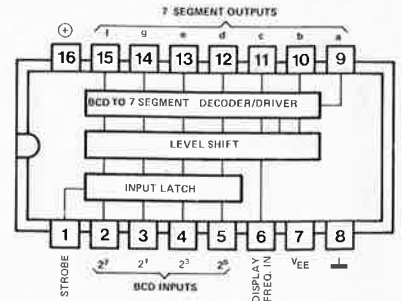 7 SEGMENT OUTPUTS
⊕ f g e d c b a
16 15 14 13 12 11 10 9
BCD TO 7 SEGMENT DECODER/DRIVER
LEVEL SHIFT
INPUT LATCH
1 2 3 4 5 6 7 8
STROBE
2² 2¹ 2³ 2⁰
BCD INPUTS
DISPLAY
FREQ. IN
VEE